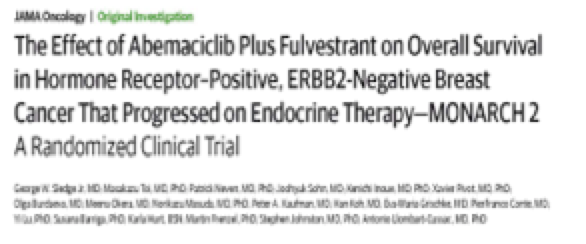 JAMA Oncology | Original Investigation
The Effect of Abemaciclib Plus Fulvestrant on Overall Survival
in Hormone Receptor–Positive, ERBB2-Negative Breast
Cancer That Progressed on Endocrine Therapy—MONARCH 2
A Randomized Clinical Trial
George W. Sledge Jr, MD; Masakazu Toi, MD, PhD; Patrick Neven, MD, PhD; Joohyuk Sohn, MD, PhD; Kenichi Inoue, MD, PhD; Xavier Pivot, MD, PhD;
Olga Burdaeva, MD; Meena Okera, MD; Norikazu Masuda, MD, PhD; Peter A. Kaufman, MD; Han Koh, MD; Eva-Maria Grischke, MD; PierFranco Conte, MD;
Yi Lu, PhD; Susana Barriga, PhD; Karla Hurt, BSN; Martin Frenzel, PhD; Stephen Johnston, MD, PhD; Antonio Llombart-Cussac, MD, PhD